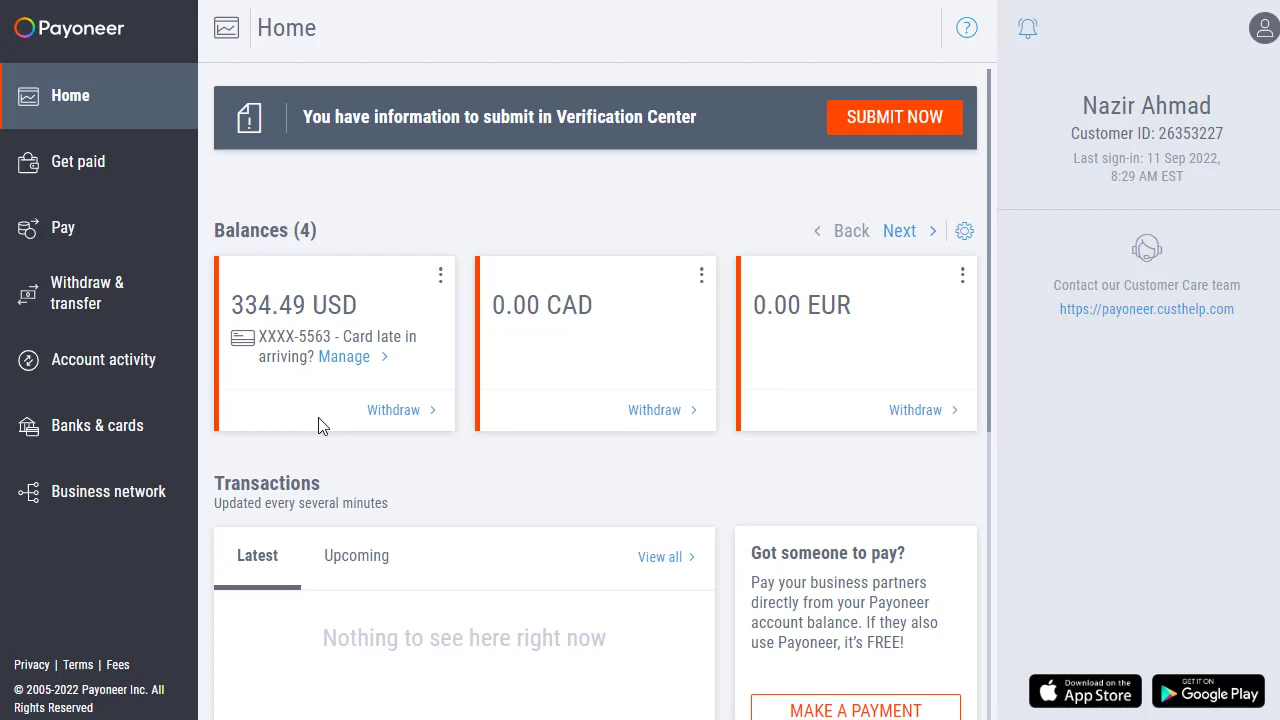 Payoneer
Home
Get paid
Pay
Withdraw &
transfer
Account activity
Banks & cards
Business network
Privacy | Terms | Fees
© 2005-2022 Payoneer Inc. All
Rights Reserved
Home
?
You have information to submit in Verification Center
SUBMIT NOW
Balances (4)
Back Next
334.49 USD
XXXX-5563 - Card late in
arriving? Manage
Withdraw
0.00 CAD
Withdraw
0.00 EUR
Withdraw
Transactions
Updated every several minutes
Latest
Upcoming
View all
Nothing to see here right now
Got someone to pay?
Pay your business partners
directly from your Payoneer
account balance. If they also
use Payoneer, it's FREE!
MAKE A PAYMENT
Nazir Ahmad
Customer ID: 26353227
Last sign-in: 11 Sep 2022,
8:29 AM EST
Contact our Customer Care team
https://payoneer.custhelp.com
Download on the
App Store
GET IT ON
Google Play